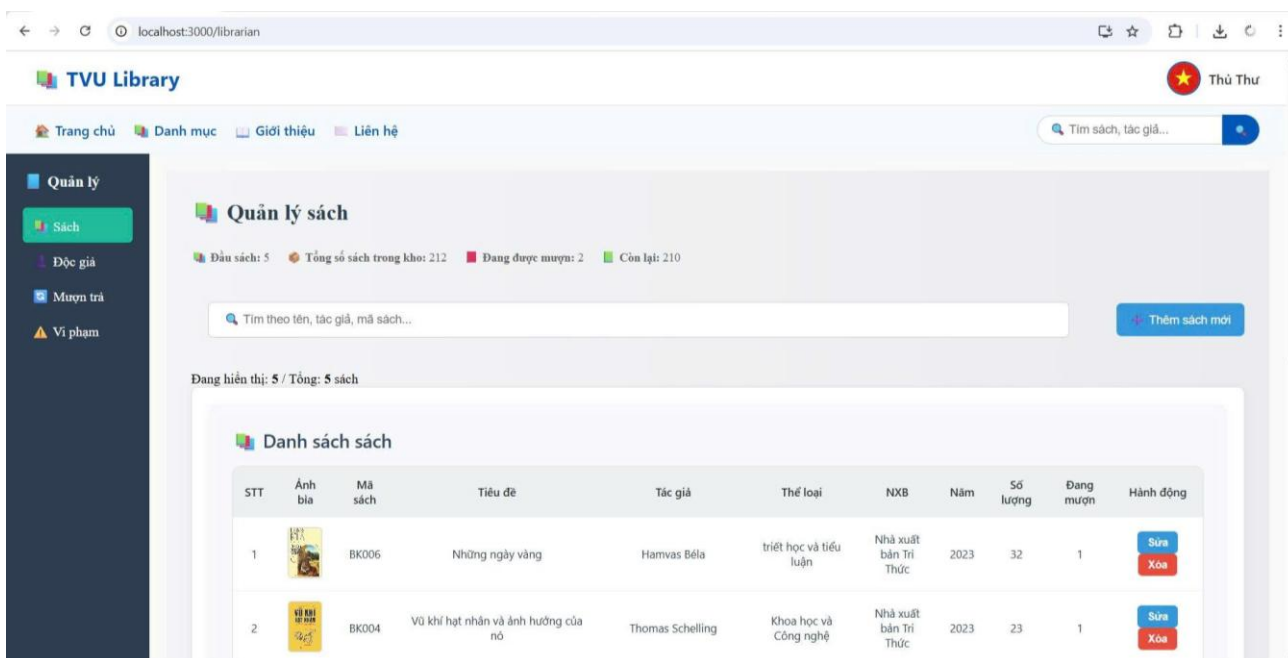 localhost:3000/librarian
TVU Library
Thủ Thư
Trang chủ Danh mục Giới thiệu Liên hệ
Tìm sách, tác giả...
Quản lý
Sách
Độc giả
Mượn trả
Vi phạm
Quản lý sách
Đầu sách: 5 Tổng số sách trong kho: 212 Đang được mượn: 2 Còn lại: 210
Tìm theo tên, tác giả, mã sách...
Thêm sách mới
Đang hiển thị: 5 / Tổng: 5 sách
Danh sách sách
STT Ảnh bìa Mã sách Tiêu đề Tác giả Thể loại NXB Năm Số lượng Đang mượn Hành động
1 BK006 Những ngày vàng Hamvas Béla triết học và tiểu luận Nhà xuất bản Tri Thức 2023 32 1 Sửa Xóa
VŨ KHÍ
2 BK004 Vũ khí hạt nhân và ảnh hưởng của nó Thomas Schelling Khoa học và Công nghệ Nhà xuất bản Tri Thức 2023 23 1 Sửa Xóa